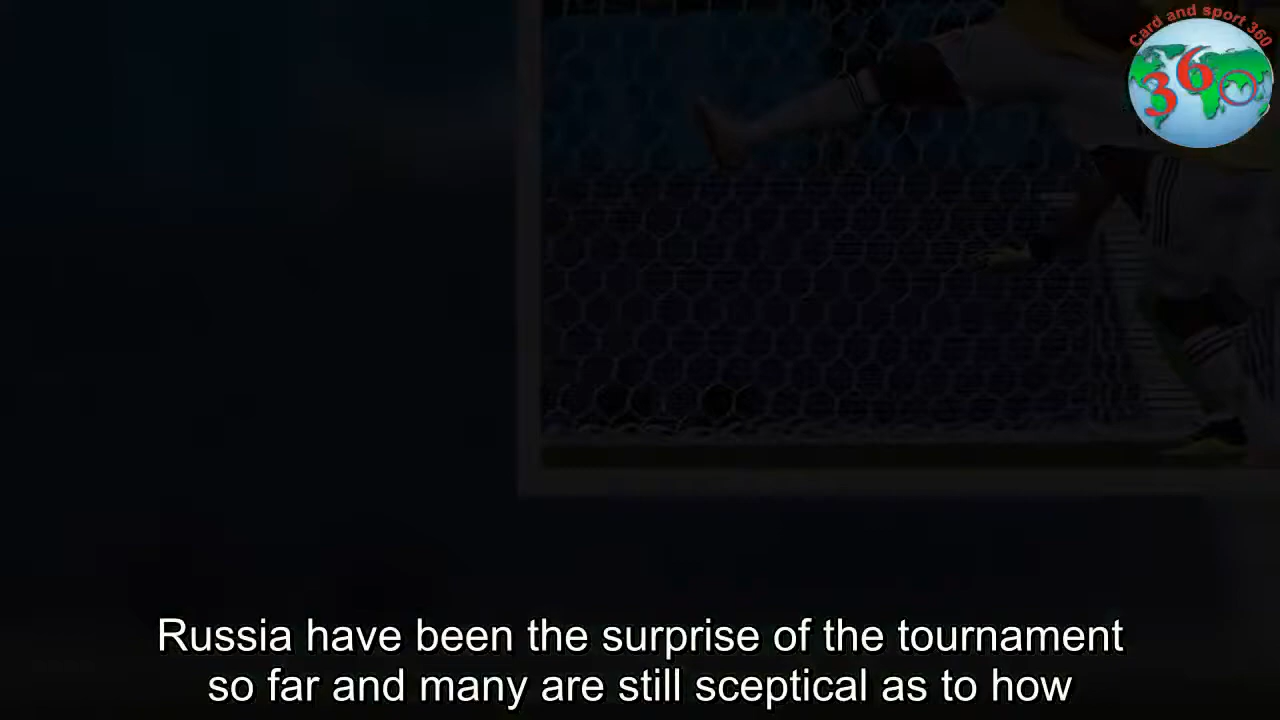 Card and sport 360
360
Russia have been the surprise of the tournament
so far and many are still sceptical as to how